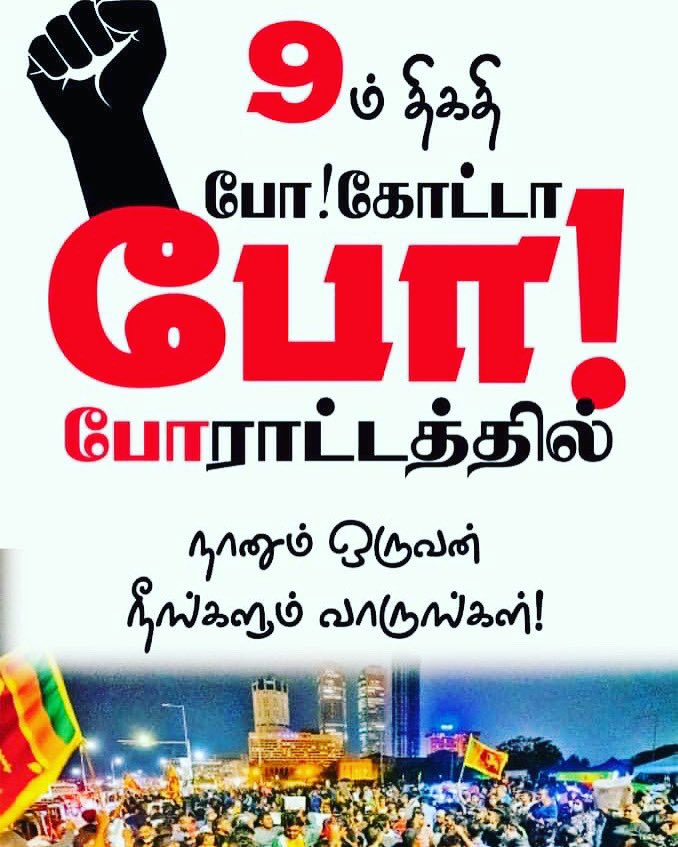 9ம் திகதி
போ!கோட்டா
போ!
போராட்டத்தில்
நானும் ஒருவன்
நீங்களும் வாருங்கள்!